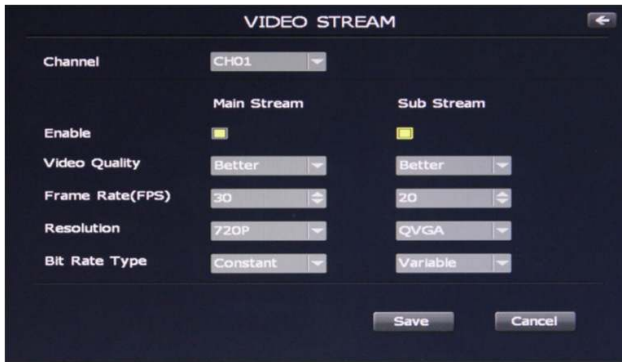 VIDEO STREAM
Channel CH01
Main Stream Sub Stream
Enable
Video Quality Better Better
Frame Rate(FPS) 30 20
Resolution 720P QVGA
Bit Rate Type Constant Variable
Save Cancel